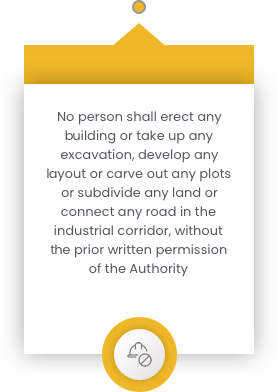 No person shall erect any
building or take up any
excavation, develop any
layout or carve out any plots
or subdivide any land or
connect any road in the
industrial corridor, without
the prior written permission
of the Authority